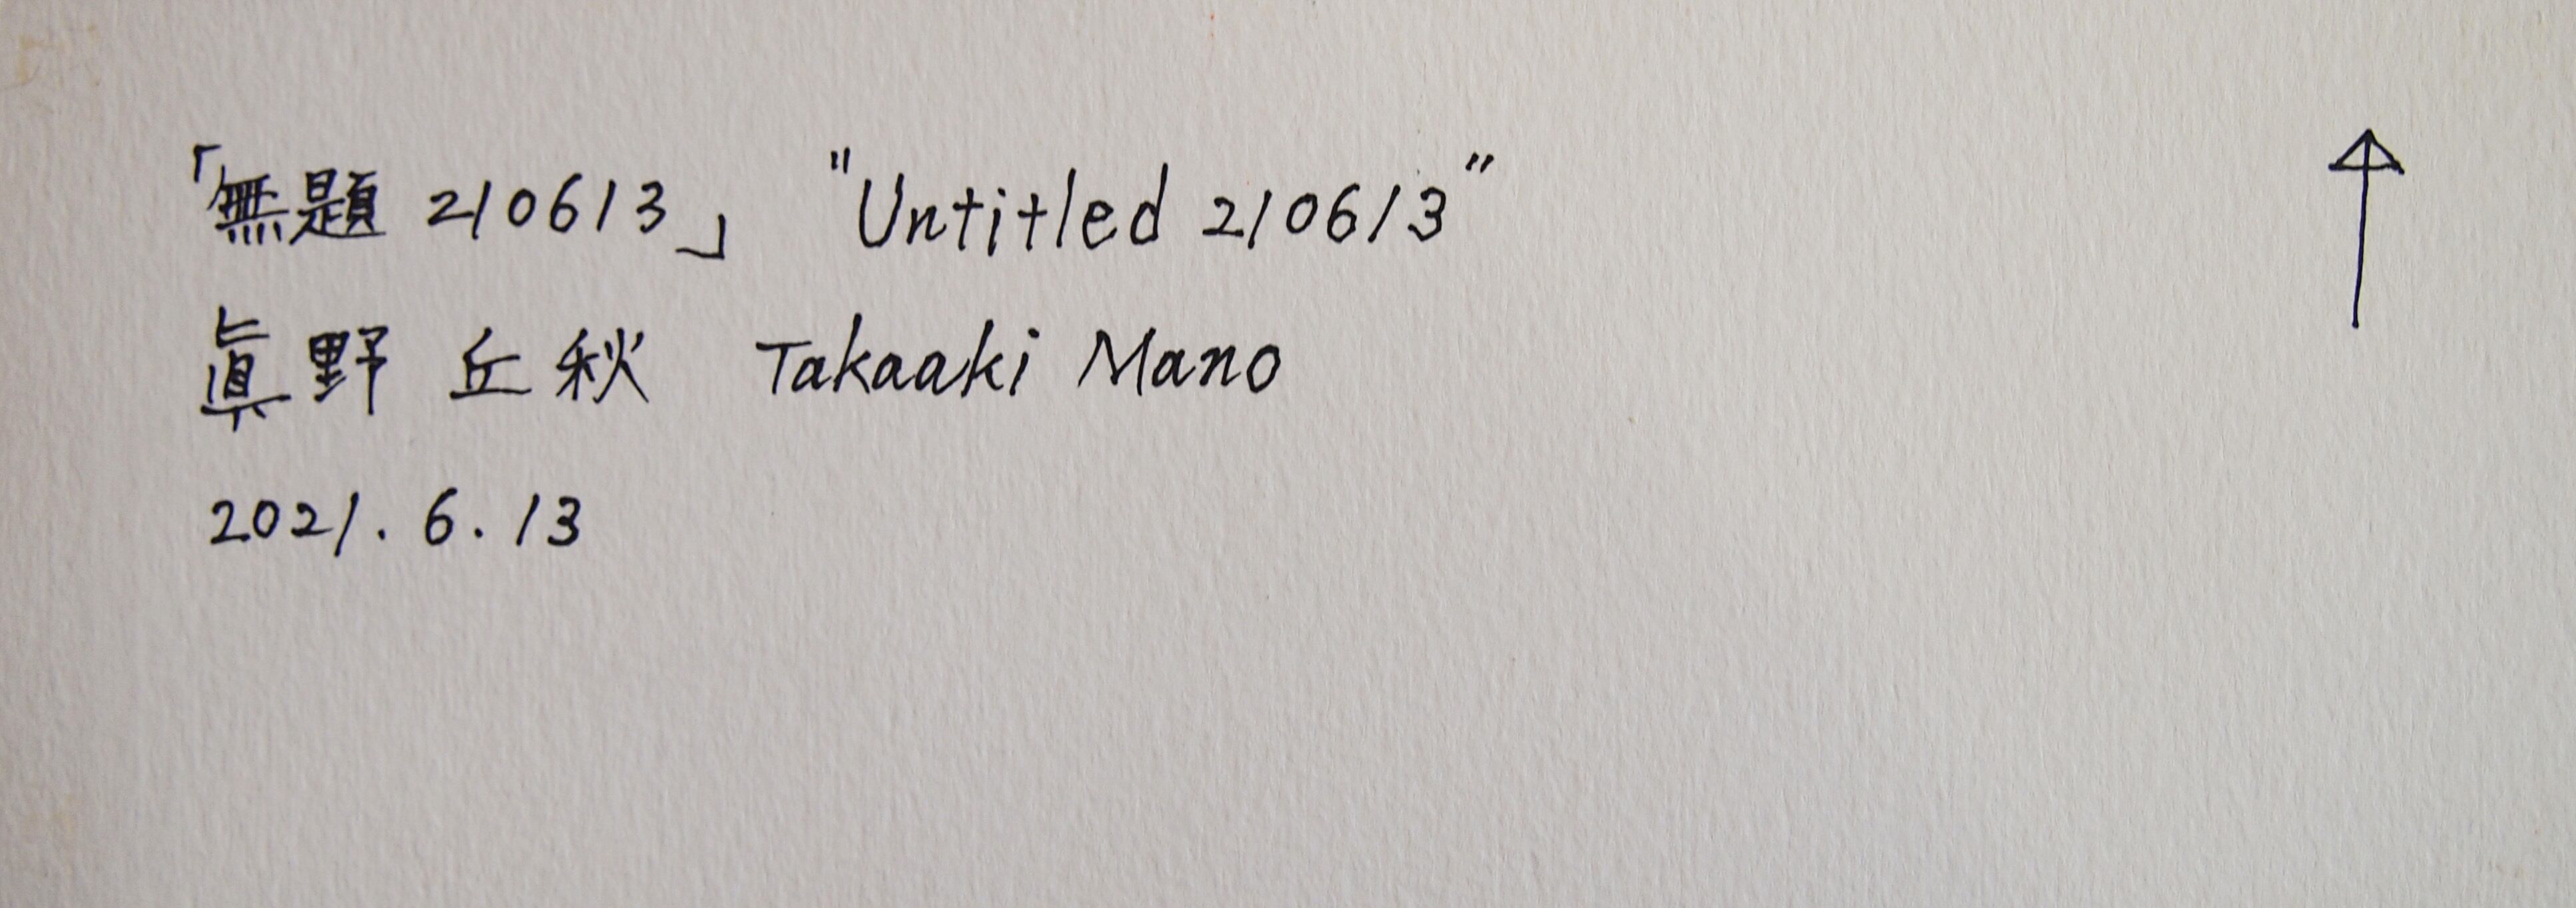 「無題 210613」 "Untitled 210613"
眞野 丘秋 Takaaki Mano
2021. 6. 13